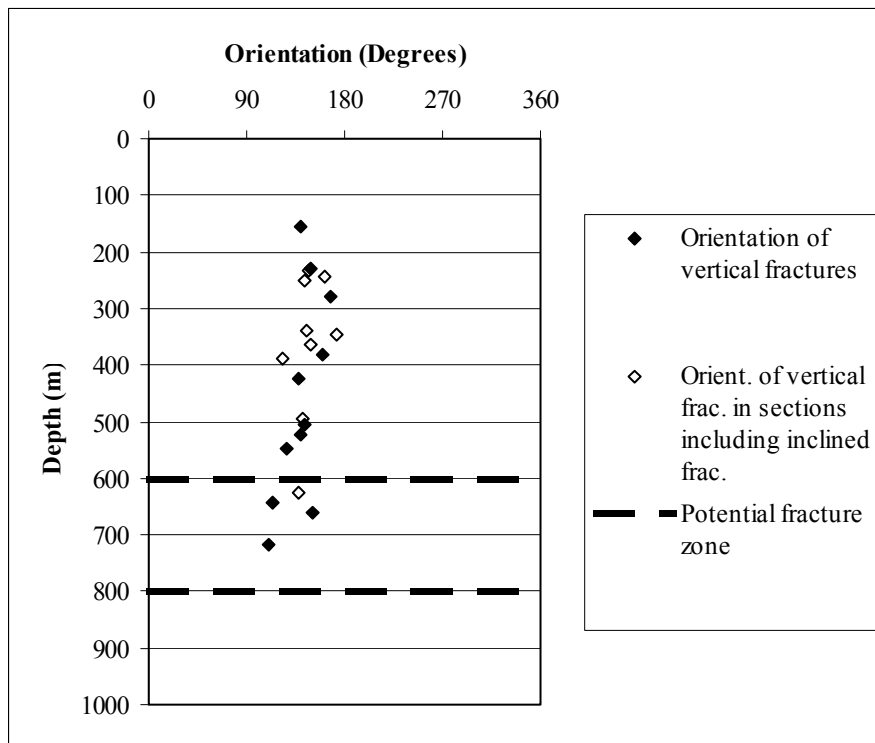 Orientation (Degrees)
0 90 180 270 360
0
100
200
300
400
500
600
700
800
900
1000
Depth (m)
Orientation of
vertical fractures
Orient. of vertical
frac. in sections
including inclined
frac.
Potential fracture
zone